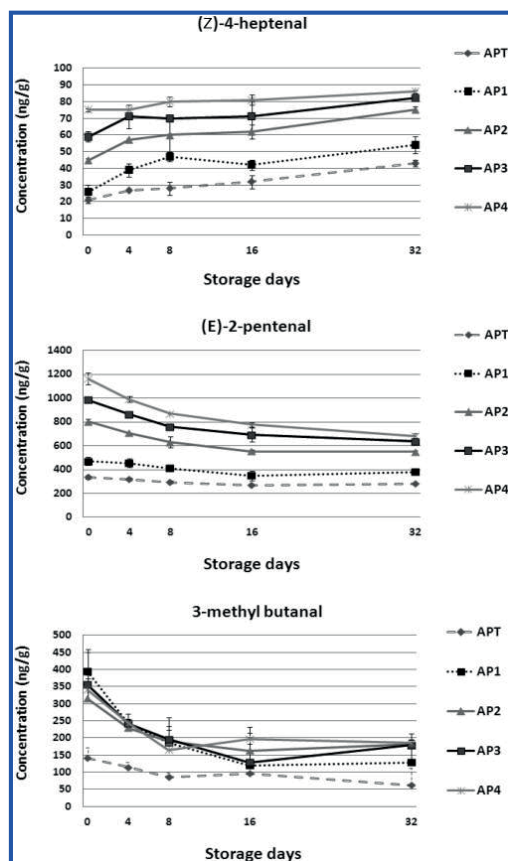 (Z)-4-heptenal
Concentration (ng/g)
100
90
80
70
60
50
40
30
20
10
0
0 4 8 16 32
Storage days
APT
AP1
AP2
AP3
AP4
(E)-2-pentenal
Concentration (ng/g)
1400
1200
1000
800
600
400
200
0
0 4 8 16 32
Storage days
APT
AP1
AP2
AP3
AP4
3-methyl butanal
Concentration (ng/g)
500
450
400
350
300
250
200
150
100
50
0
0 4 8 16 32
Storage days
APT
AP1
AP2
AP3
AP4